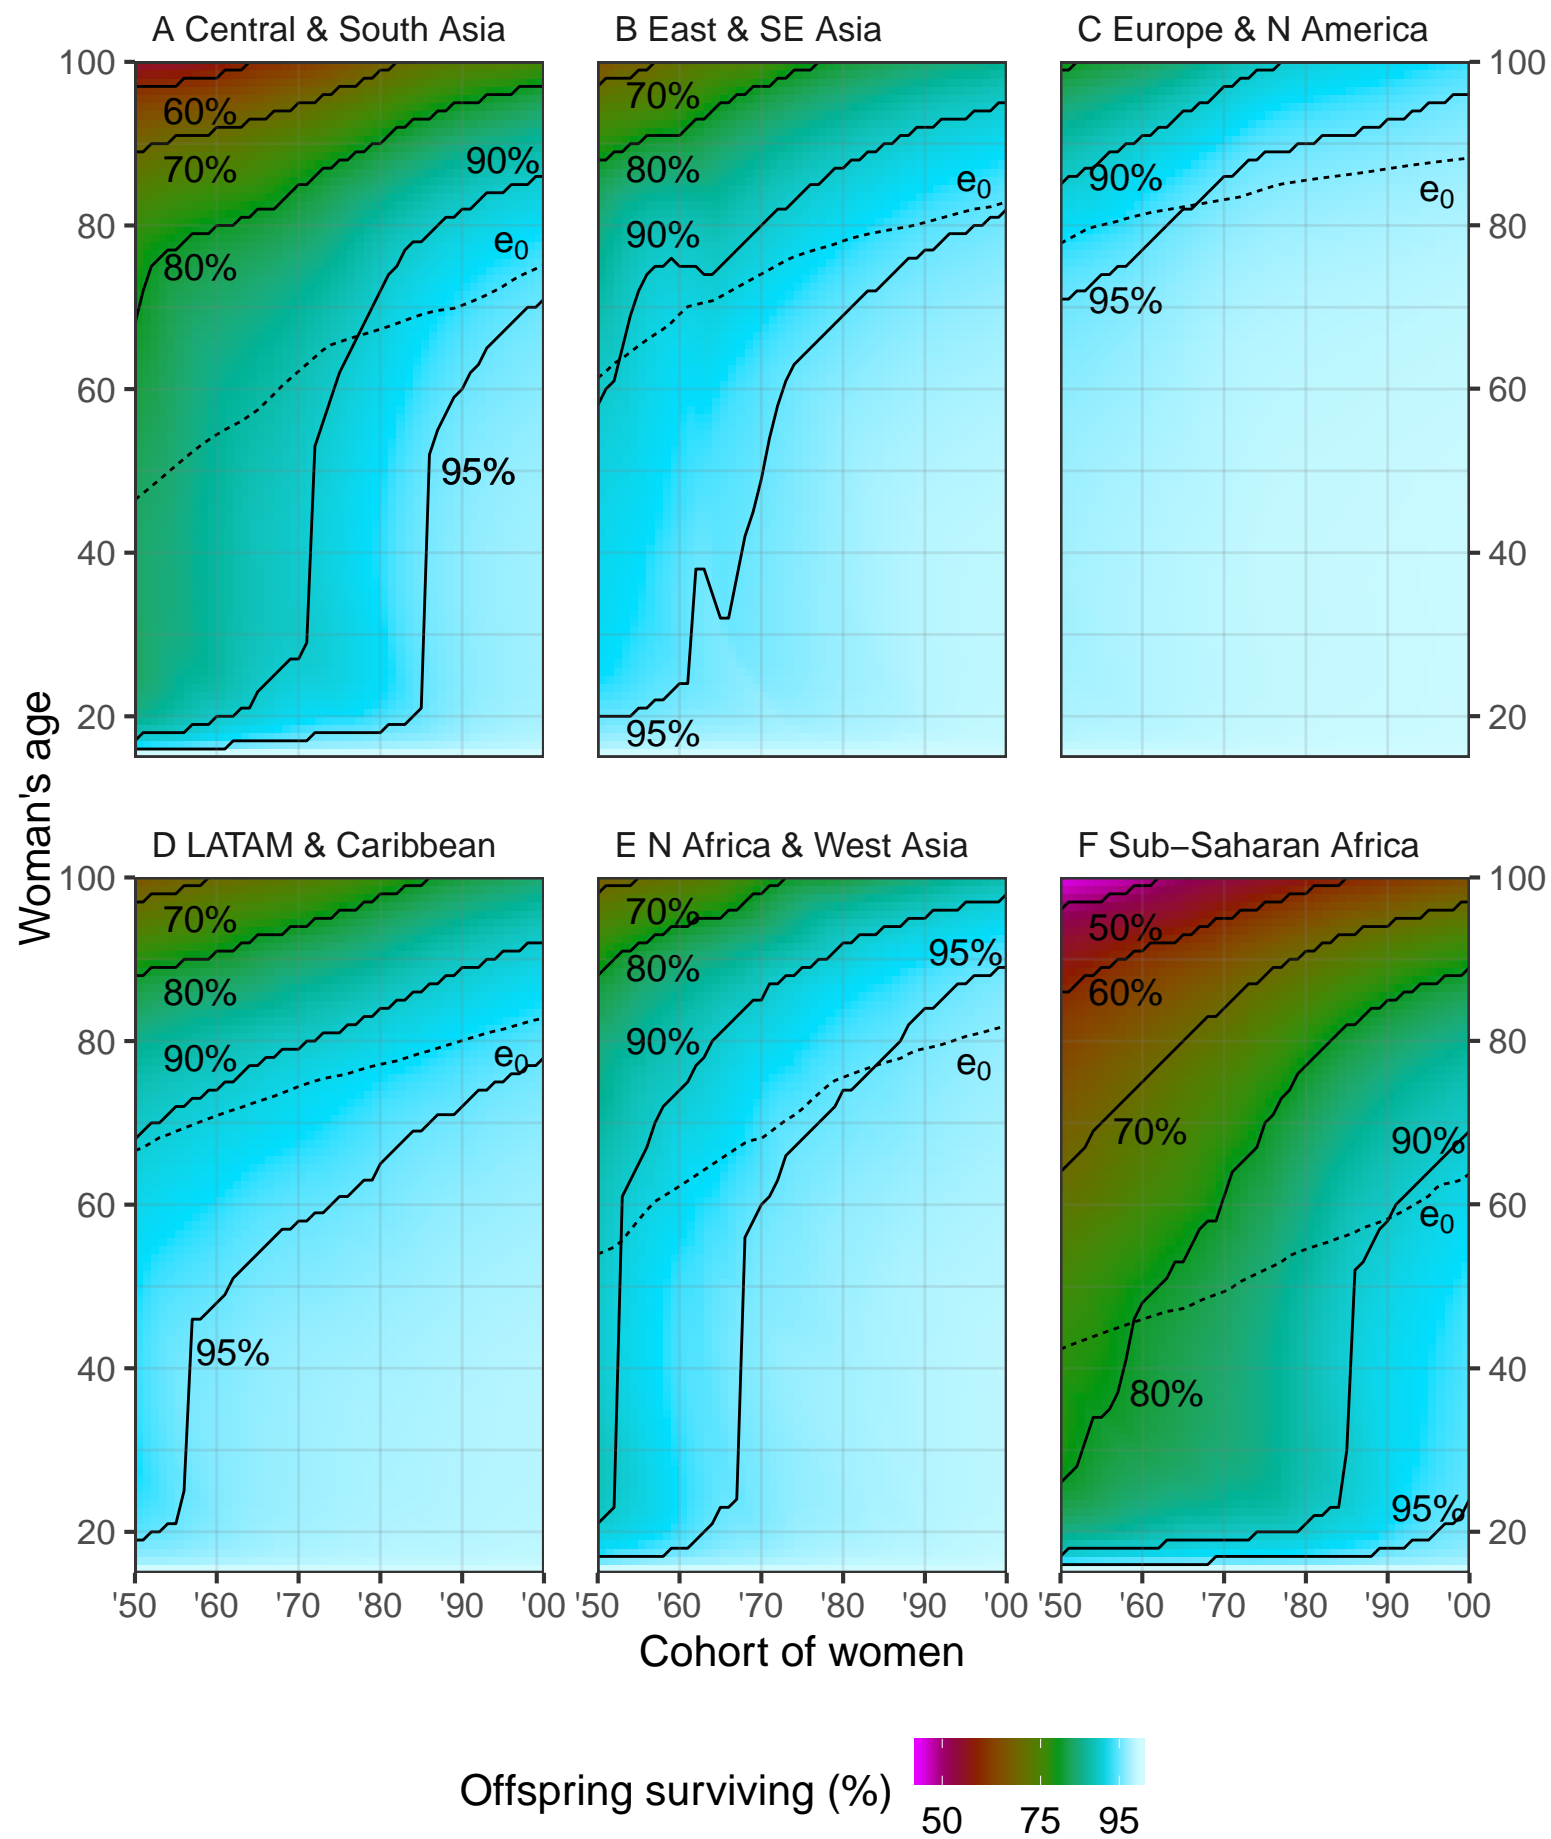 A Central & South Asia
B East & SE Asia
C Europe & N America
100
80
60
40
20
60%
70%
80%
90%
e0
95%
70%
80%
90%
e0
95%
90%
95%
e0
100
80
60
40
20
Woman's age
D LATAM & Caribbean
E N Africa & West Asia
F Sub−Saharan Africa
100
80
60
40
20
70%
80%
90%
e0
95%
70%
80%
90%
95%
e0
50%
60%
70%
80%
90%
e0
95%
100
80
60
40
20
'50 '60 '70 '80 '90 '00
'50 '60 '70 '80 '90 '00
'50 '60 '70 '80 '90 '00
Cohort of women
Offspring surviving (%)
50 75 95